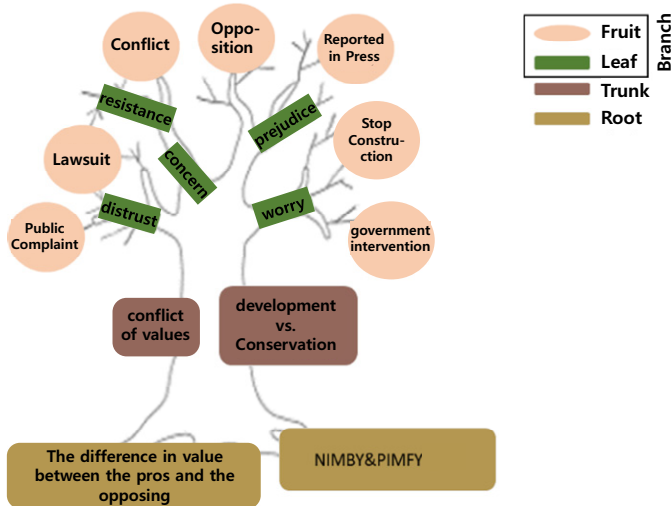 Oppo-
sition
Conflict
Reported
in Press
resistance
prejudice
Stop
Constru-
ction
Lawsuit
concern
distrust
worry
Public
Complaint
government
intervention
conflict
of values
development
vs.
Conservation
The difference in value
between the pros and the
opposing
NIMBY&PIMFY
Fruit
Leaf
Branch
Trunk
Root